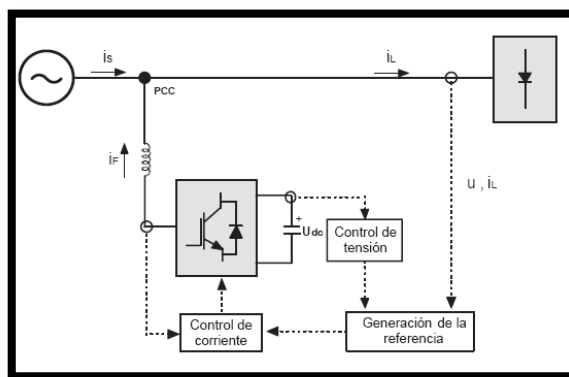 iS
iL
PCC
iF
u , iL
+
Udc
Control de
tensión
Control de
corriente
Generación de la
referencia